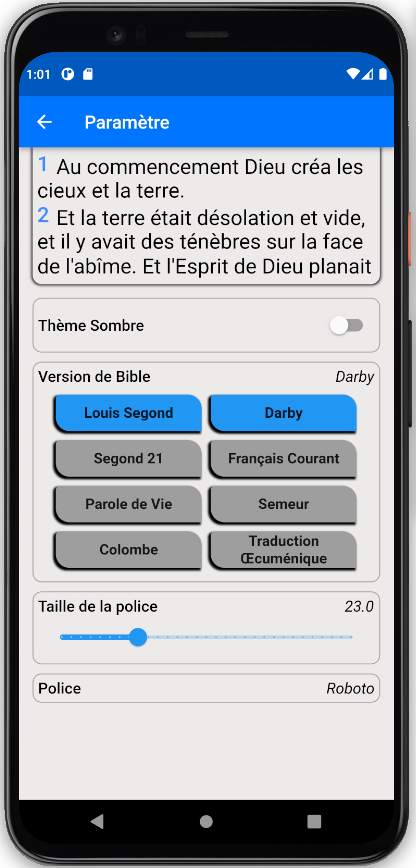 1:01
Paramètre
1 Au commencement Dieu créa les
cieux et la terre.
2 Et la terre était désolation et vide,
et il y avait des ténèbres sur la face
de l'abîme. Et l'Esprit de Dieu planait
Thème Sombre
Version de Bible Darby
Louis Segond Darby
Segond 21 Français Courant
Parole de Vie Semeur
Colombe Traduction
Œcuménique
Taille de la police 23.0
Police Roboto